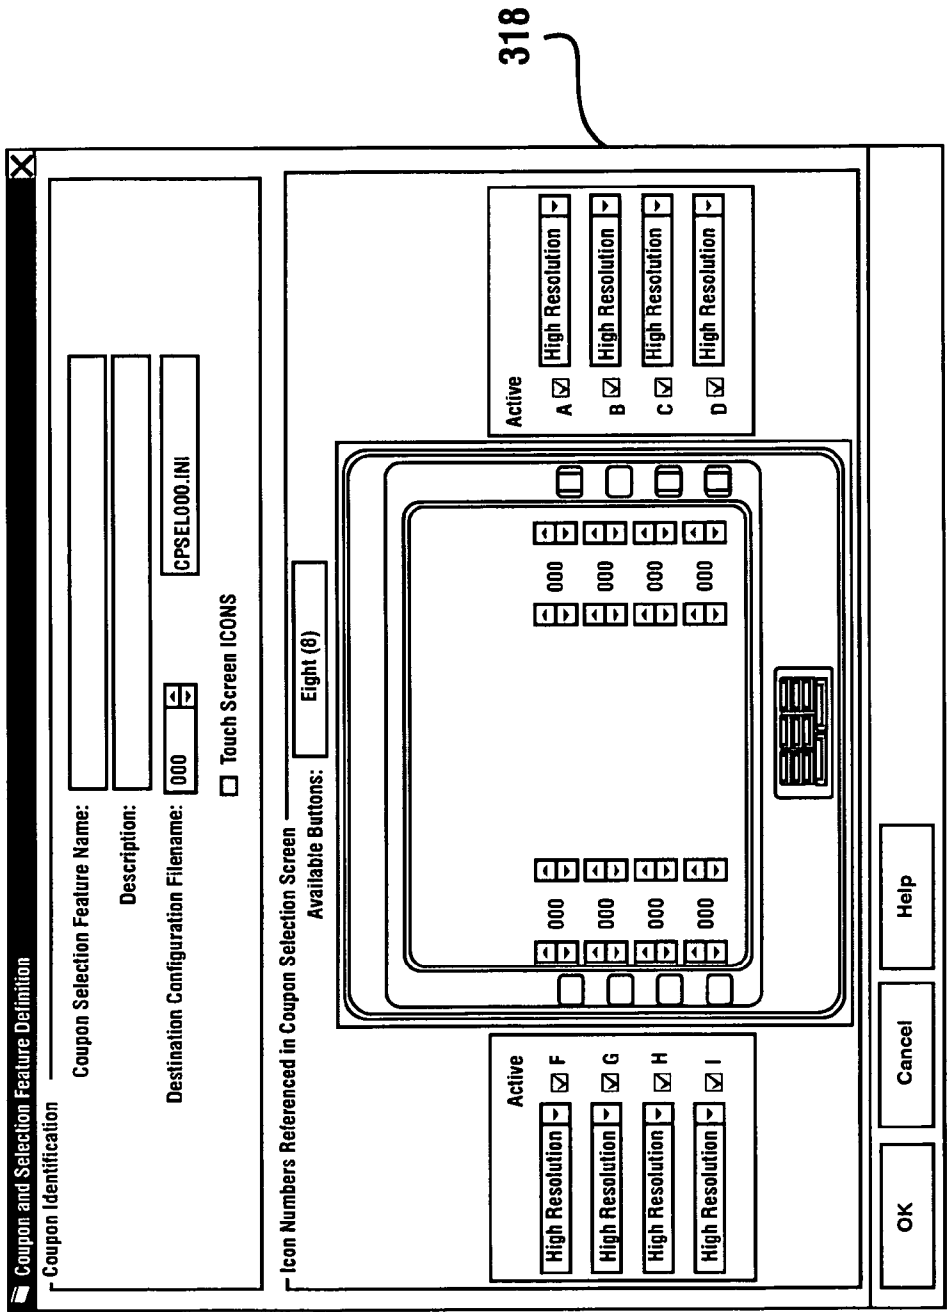 Coupon and Selection Feature Definition
Coupon Identification
Coupon Selection Feature Name:
Description:
Destination Configuration Filename: 000 CPSEL000.INI
Touch Screen ICONS
Icon Numbers Referenced in Coupon Selection Screen
Available Buttons: Eight (8)
Active
High Resolution F
High Resolution G
High Resolution H
High Resolution I
000 000
000 000
000 000
000 000
Active
A High Resolution
B High Resolution
C High Resolution
D High Resolution
OK Cancel Help
318